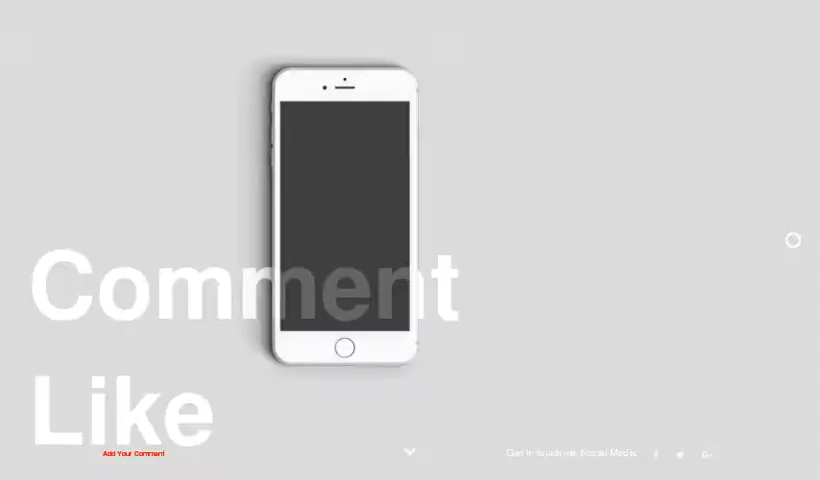 Comment
Like
Add Your Comment
Get in touch via Social Media
G+